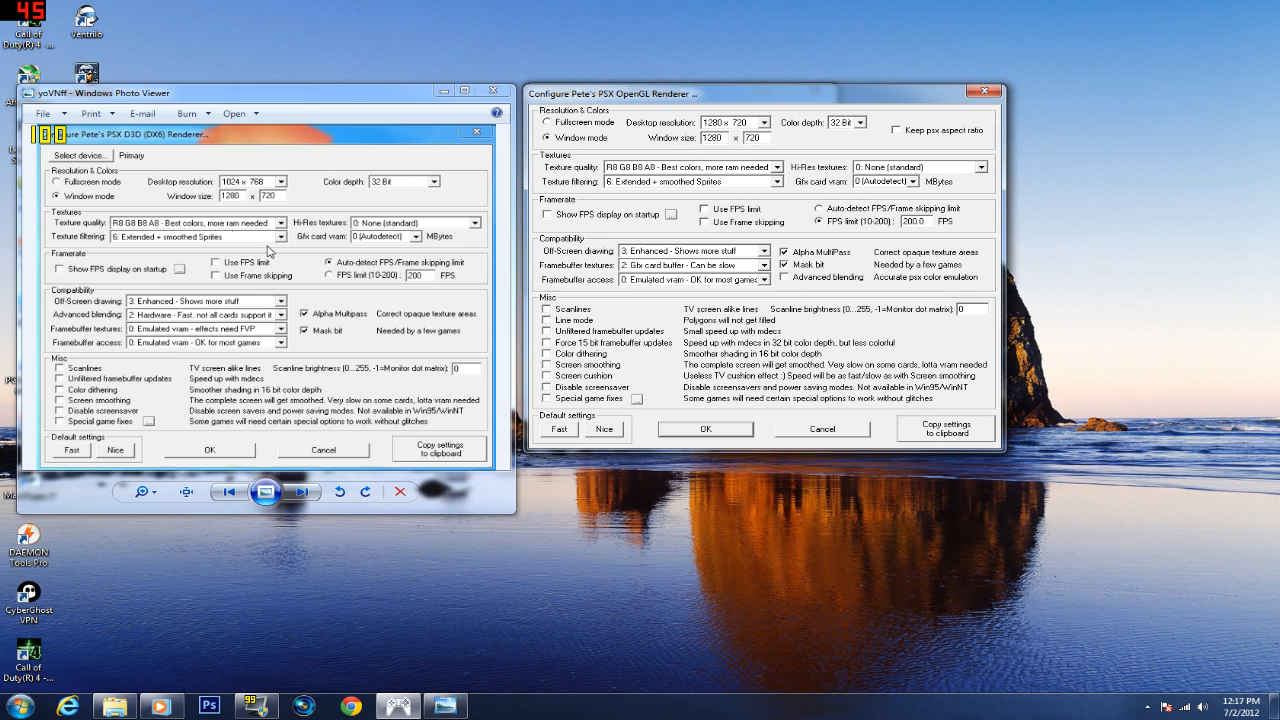 45
Call of
Duty(R) 4 -...
Ventrilo
yoVNff - Windows Photo Viewer
File
Print
E-mail
Burn
Open
100
ure Pete's PSX D3D (DX6) Renderer...
Select device...
Primary
Resolution & Colors
Fullscreen mode
Desktop resolution:
1024 x 768
Color depth:
32 Bit
Window mode
Window size:
1280 x 720
Textures
Texture quality:
R8 G8 B8 A8 - Best colors, more ram needed
Hi-Res textures:
0: None (standard)
Texture filtering:
6: Extended + smoothed Sprites
Gfx card vram:
0 (Autodetect)
MBytes
Framerate
Show FPS display on startup
...
Use FPS limit
Use Frame skipping
Auto-detect FPS/Frame skipping limit
FPS limit (10-200) :
200
FPS
Compatibility
Off-Screen drawing:
3: Enhanced - Shows more stuff
Advanced blending:
2: Hardware - Fast, not all cards support it
Alpha Multipass
Correct opaque texture areas
Framebuffer textures:
0: Emulated vram - effects need FVP
Mask bit
Needed by a few games
Framebuffer access:
0: Emulated vram - OK for most games
Misc
Scanlines
TV screen alike lines
Scanline brightness (0...255, -1=Monitor dot matrix):
0
Unfiltered framebuffer updates
Speed up with mdecs
Color dithering
Smoother shading in 16 bit color depth
Screen smoothing
The complete screen will get smoothed. Very slow on some cards, lotta vram needed
Disable screensaver
Disable screen savers and power saving modes. Not available in Win95/WinNT
Special game fixes
...
Some games will need certain special options to work without glitches
Default settings
Fast
Nice
OK
Cancel
Copy settings
to clipboard
Configure Pete's PSX OpenGL Renderer ...
Resolution & Colors
Fullscreen mode
Desktop resolution:
1280 x 720
Color depth:
32 Bit
Keep psx aspect ratio
Window mode
Window size:
1280 x 720
Textures
Texture quality:
R8 G8 B8 A8 - Best colors, more ram needed
Hi-Res textures:
0: None (standard)
Texture filtering:
6: Extended + smoothed Sprites
Gfx card vram:
0 (Autodetect)
MBytes
Framerate
Show FPS display on startup
...
Use FPS limit
Use Frame skipping
Auto-detect FPS/Frame skipping limit
FPS limit (10-200) :
200.0
FPS
Compatibility
Off-Screen drawing:
3: Enhanced - Shows more stuff
Alpha MultiPass
Correct opaque texture areas
Framebuffer textures:
2: Gfx card buffer - Can be slow
Mask bit
Needed by a few games
Framebuffer access:
0: Emulated vram - OK for most games
Advanced blending
Accurate psx color emulation
Misc
Scanlines
TV screen alike lines
Scanline brightness (0...255, -1=Monitor dot matrix):
0
Line mode
Polygons will not get filled
Unfiltered framebuffer updates
Small speed up with mdecs
Force 15 bit framebuffer updates
Speed up with mdecs in 32 bit color depth, but less colorful
Color dithering
Smoother shading in 16 bit color depth
Screen smoothing
The complete screen will get smoothed. Very slow on some cards, lotta vram needed
Screen cushion
Useless TV cushion effect :) Speed will be as fast/slow as with Screen smoothing
Disable screensaver
Disable screensavers and power saving modes. Not available in Win95/WinNT
Special game fixes
...
Some games will need certain special options to work without glitches
Default settings
Fast
Nice
OK
Cancel
Copy settings
to clipboard
DAEMON
Tools Pro
CyberGhost
VPN
Call of
Duty(R) 4 -...
Ps
99
12:17 PM
7/2/2012